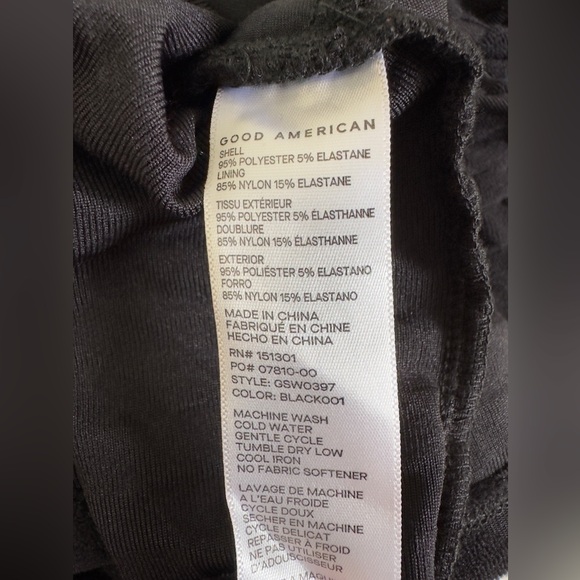 GOOD AMERICAN
SHELL
95% POLYESTER 5% ELASTANE
LINING
85% NYLON 15% ELASTANE
TISSU EXTÉRIEUR
95% POLYESTER 5% ÉLASTHANNE
DOUBLURE
85% NYLON 15% ÉLASTHANNE
EXTERIOR
95% POLIÉSTER 5% ELASTANO
FORRO
85% NYLON 15% ELASTANO
MADE IN CHINA
FABRIQUÉ EN CHINE
HECHO EN CHINA
RN# 151301
PO# 07810-00
STYLE: GSW0397
COLOR: BLACK001
MACHINE WASH
COLD WATER
GENTLE CYCLE
TUMBLE DRY LOW
COOL IRON
NO FABRIC SOFTENER
LAVAGE DE MACHINE
A L'EAU FROIDE
CYCLE DOUX
SECHER EN MACHINE
CYCLE DELICAT
REPASSER A FROID
NE PAS UTILISER
D'ADOUSCISSEUR